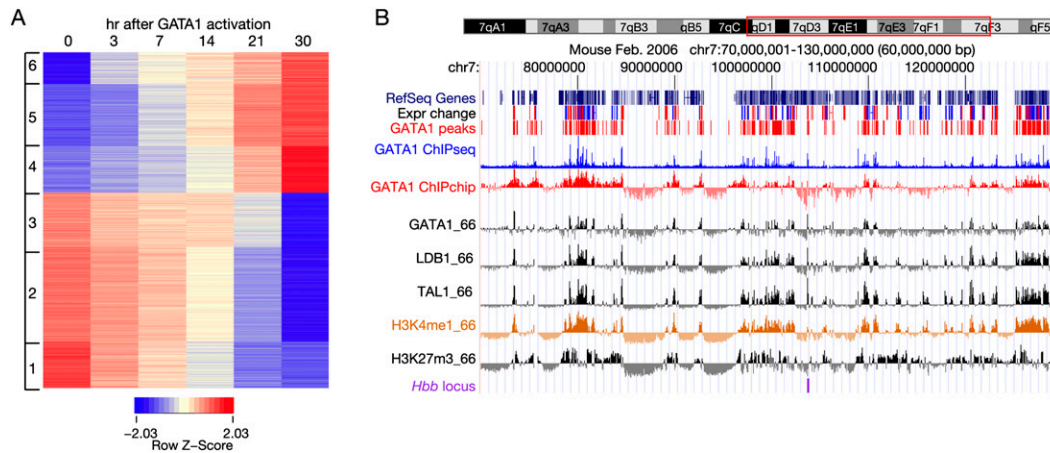 A
hr after GATA1 activation
0 3 7 14 21 30
6
5
4
3
2
1
-2.03 2.03
Row Z-Score
B
7qA1 7qA3 7qB3 qB5 7qC qD1 7qD3 7qE1 7qE3 7qF1 7qF3 qF5
Mouse Feb. 2006 chr7:70,000,001-130,000,000 (60,000,000 bp)
chr7: 80000000 90000000 100000000 110000000 120000000
RefSeq Genes
Expr change
GATA1 peaks
GATA1 ChIPseq
GATA1 ChIPchip
GATA1_66
LDB1_66
TAL1_66
H3K4me1_66
H3K27m3_66
Hbb locus